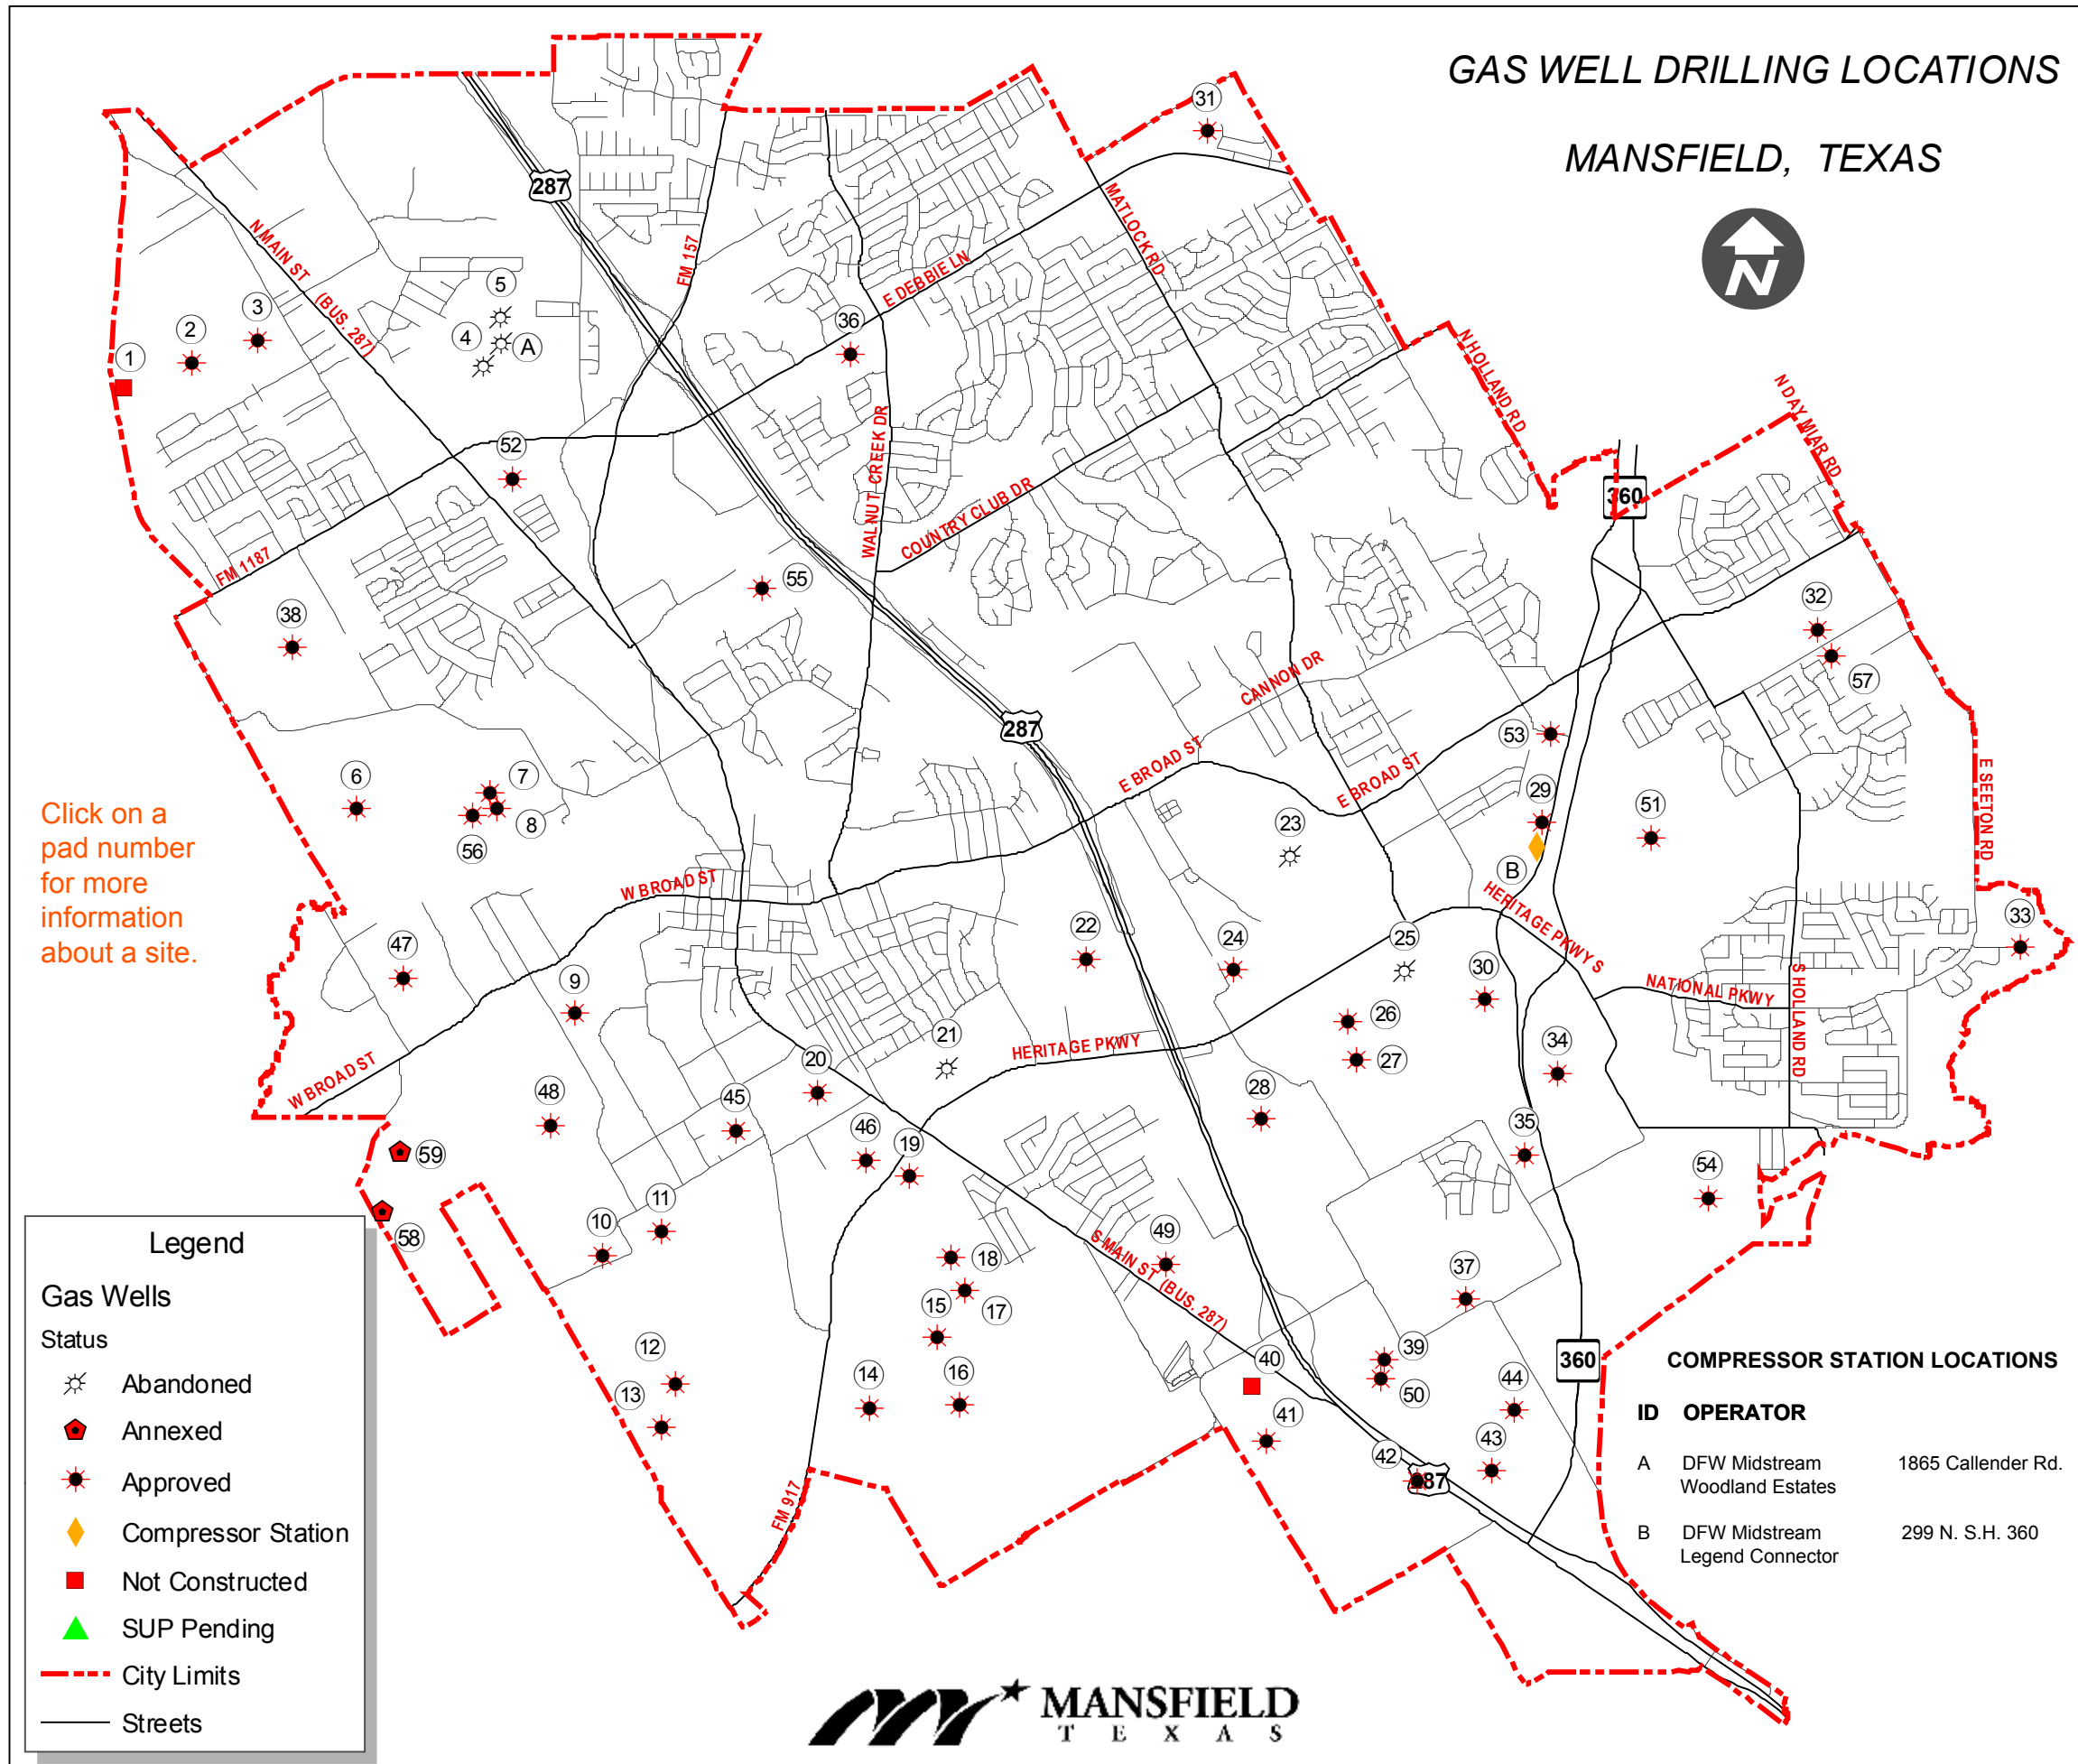 GAS WELL DRILLING LOCATIONS
MANSFIELD, TEXAS
N
31
287
N MAIN ST
(BUS. 287)
FM 157
MATLOCK RD
E DEBBIE LN
5
4
A
3
2
1
36
N HOLLAND RD
N DAY MIAR RD
52
WALNUT CREEK DR
COUNTRY CLUB DR
360
FM 1187
55
38
32
57
CANNON DR
287
53
E BROAD ST
E BROAD ST
E SEETON RD
6
7
8
56
29
51
23
B
Click on a
pad number
for more
information
about a site.
W BROAD ST
HERITAGE PKWY S
33
47
22
24
25
9
30
NATIONAL PKWY
S HOLLAND RD
26
21
HERITAGE PKWY
27
34
20
W BROAD ST
48
45
28
46
19
35
59
54
11
10
58
18
49
S MAIN ST (BUS. 287)
37
17
15
12
13
14
16
40
39
50
44
41
42
43
287
360
FM 917
Legend
Gas Wells
Status
Abandoned
Annexed
Approved
Compressor Station
Not Constructed
SUP Pending
City Limits
Streets
COMPRESSOR STATION LOCATIONS
ID OPERATOR
A DFW Midstream 1865 Callender Rd.
Woodland Estates
B DFW Midstream 299 N. S.H. 360
Legend Connector
MANSFIELD
TEXAS